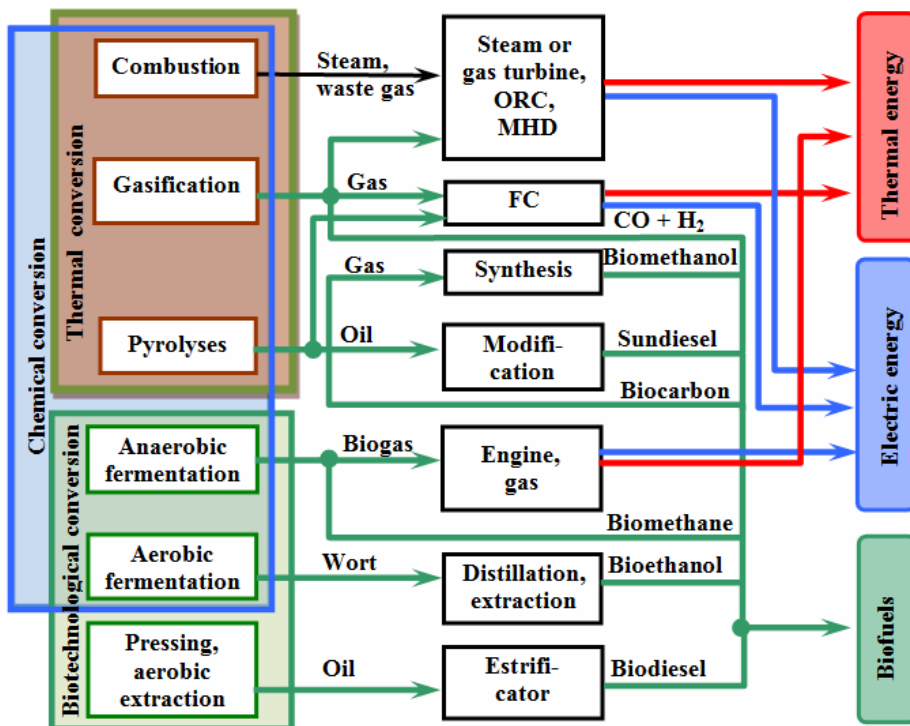 Chemical conversion
Thermal conversion
Biotechnological conversion
Combustion
Gasification
Pyrolyses
Anaerobic
fermentation
Aerobic
fermentation
Pressing,
aerobic
extraction
Steam,
waste gas
Gas
Gas
Oil
Biogas
Wort
Oil
Steam or
gas turbine,
ORC,
MHD
FC
Synthesis
Modifi-
cation
Engine,
gas
Distillation,
extraction
Estrifi-
cator
CO + H₂
Biomethanol
Sundiesel
Biocarbon
Biomethane
Bioethanol
Biodiesel
Thermal energy
Electric energy
Biofuels